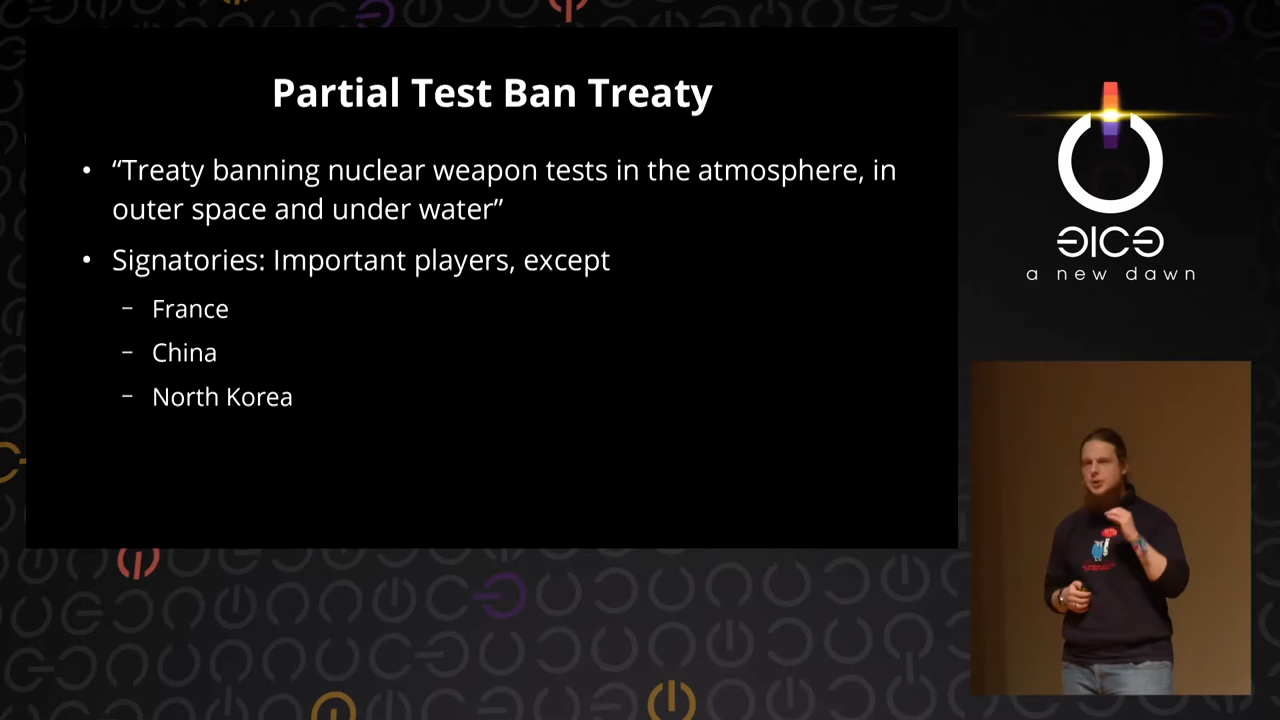 Partial Test Ban Treaty
• “Treaty banning nuclear weapon tests in the atmosphere, in
outer space and under water”
• Signatories: Important players, except
– France
– China
– North Korea
a new dawn